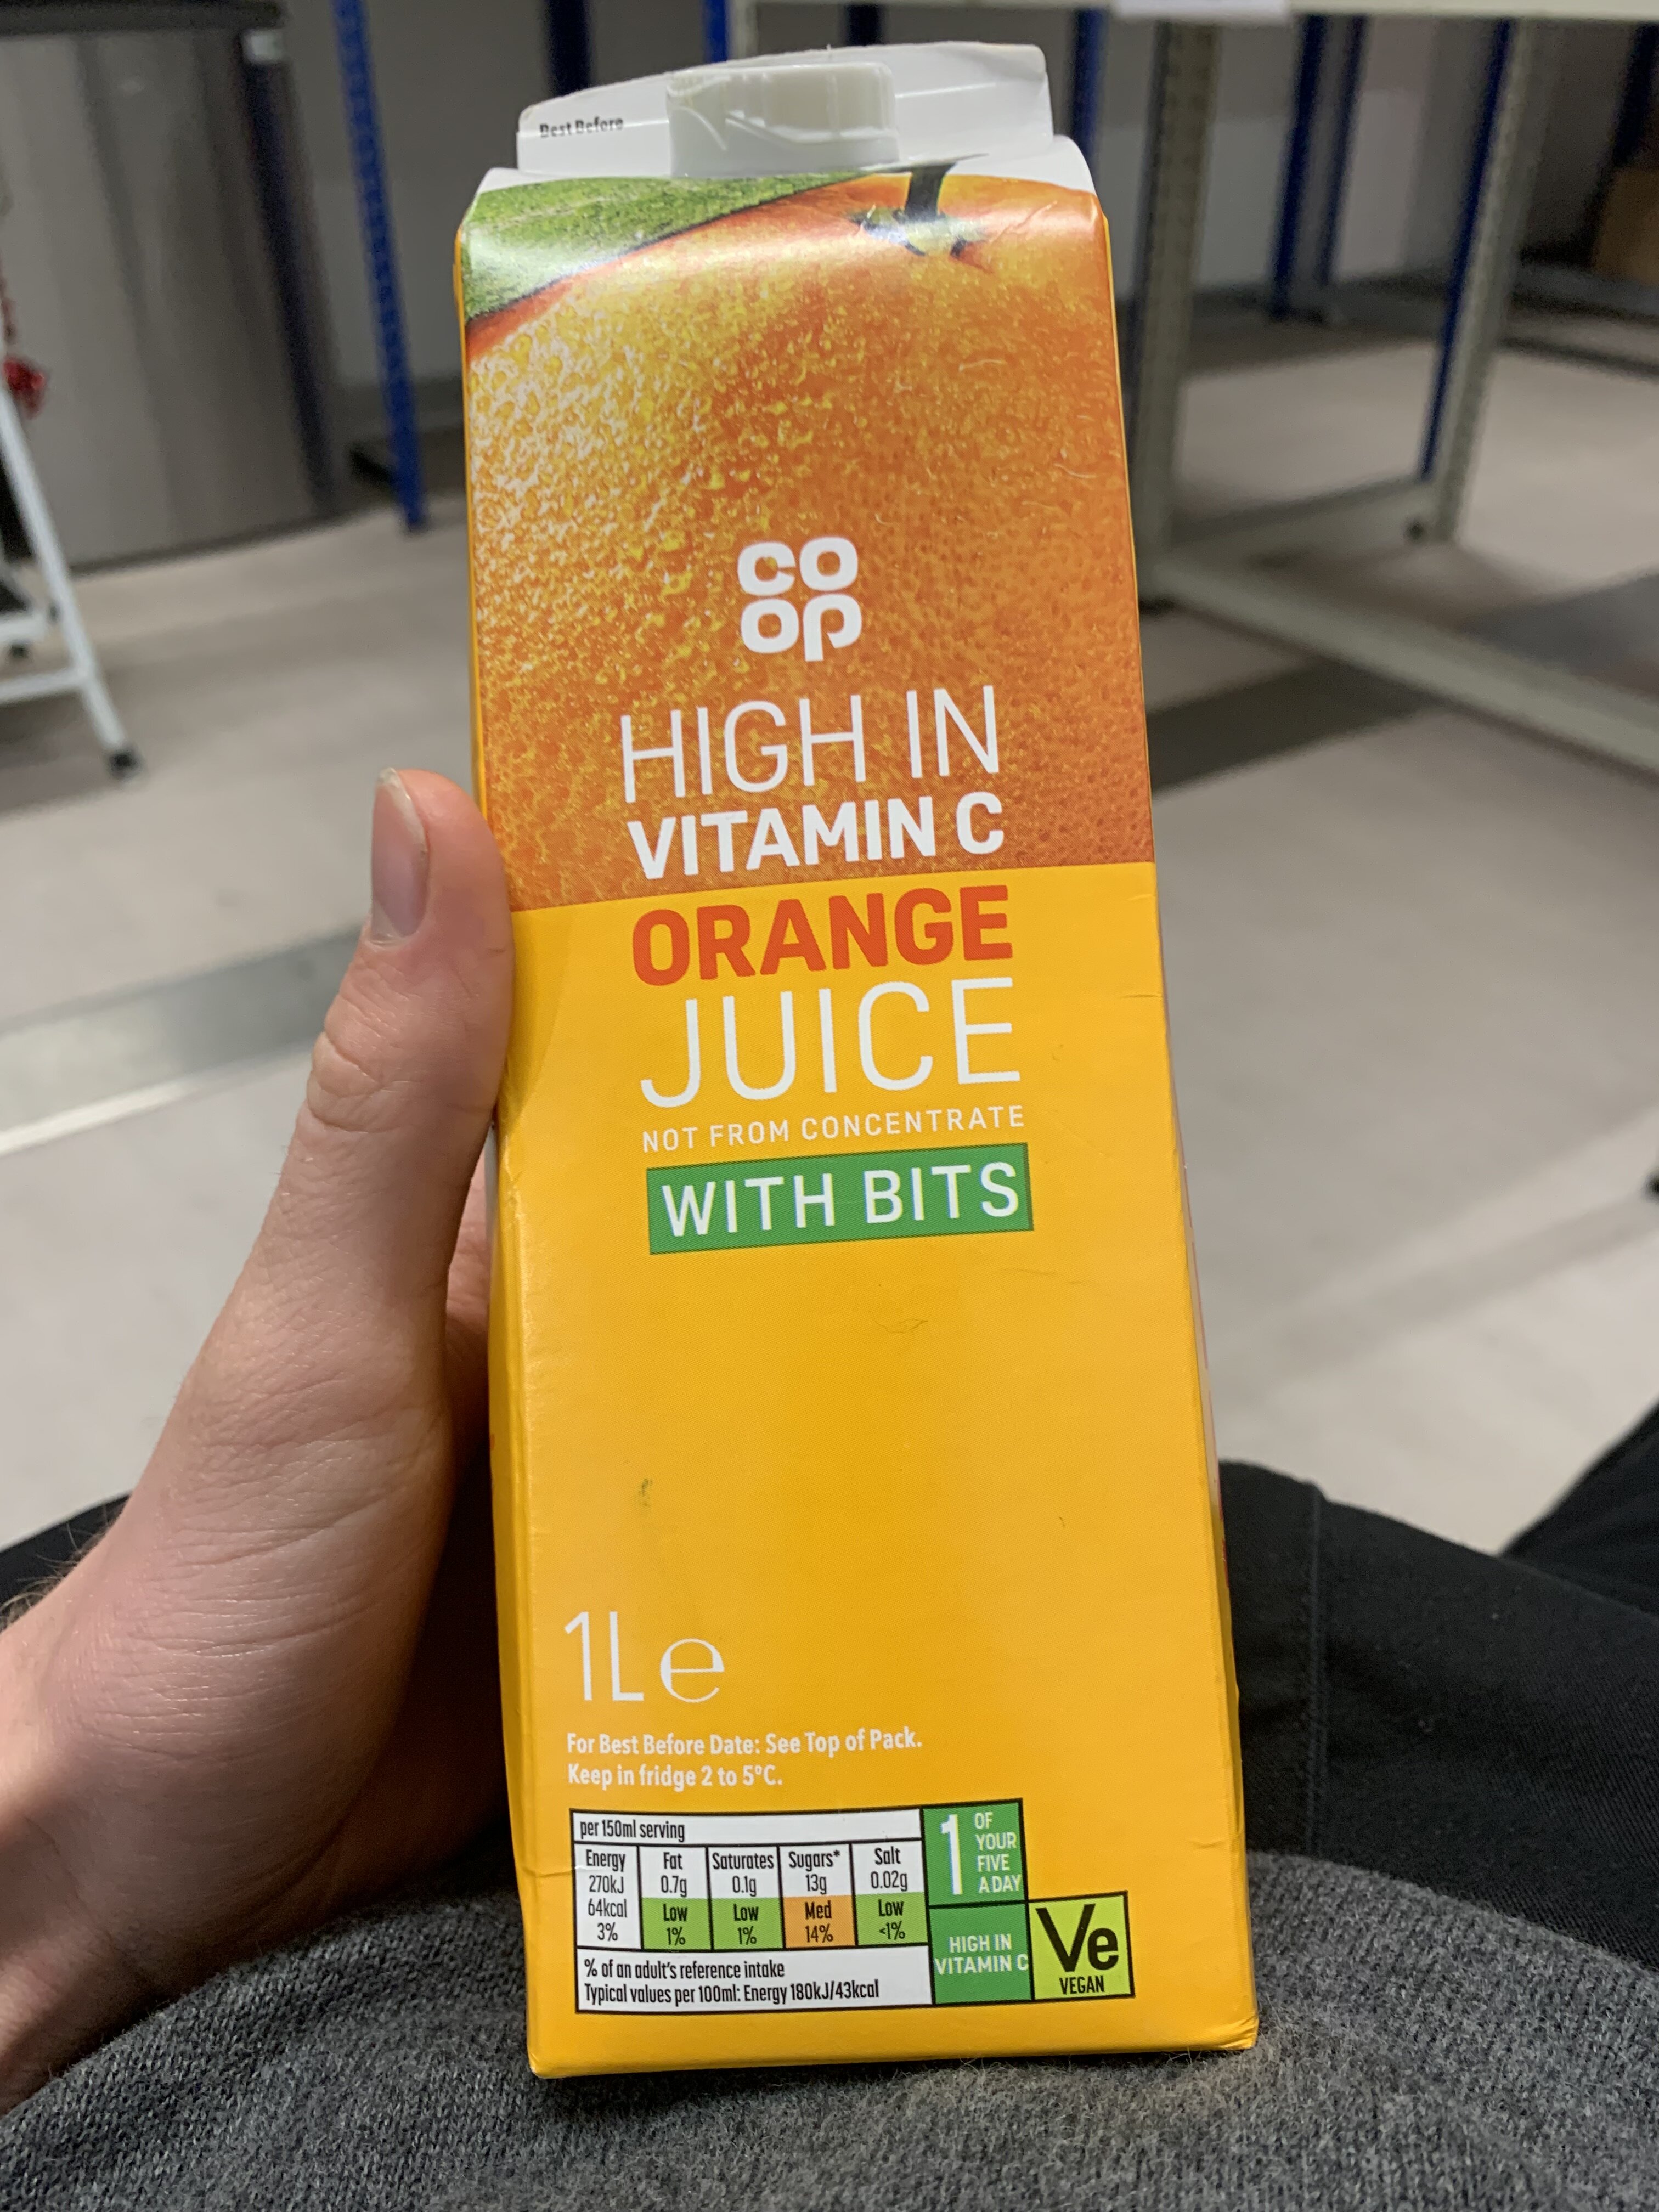 Best Before
CO
OP
HIGH IN
VITAMIN C
ORANGE
JUICE
NOT FROM CONCENTRATE
WITH BITS
1L e
For Best Before Date: See Top of Pack.
Keep in fridge 2 to 5°C.
per 150ml serving
Energy 270kJ 64kcal 3%
Fat 0.7g Low 1%
Saturates 0.1g Low 1%
Sugars* 13g Med 14%
Salt 0.02g Low <1%
% of an adult's reference intake
Typical values per 100ml: Energy 180kJ/43kcal
1 OF
YOUR
FIVE
A DAY
HIGH IN
VITAMIN C
Ve
VEGAN